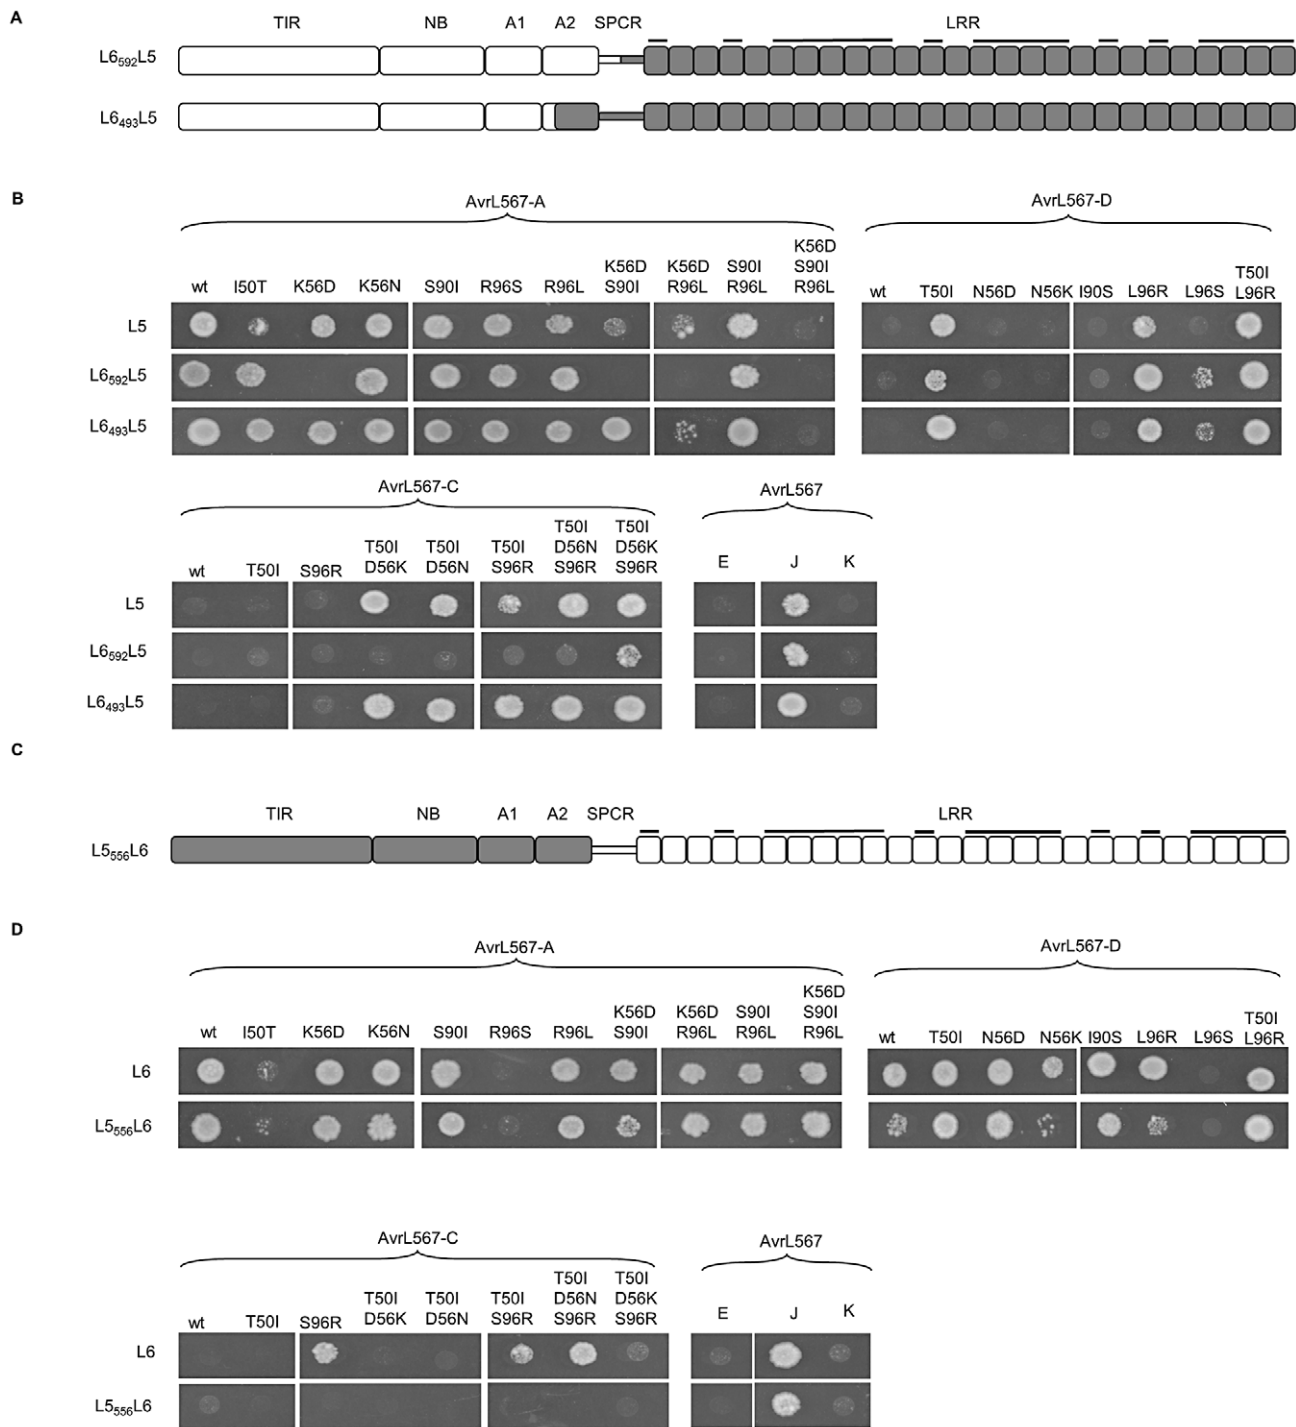 A
TIR NB A1 A2 SPCR LRR
L6592L5
L6493L5
B
AvrL567-A AvrL567-D
wt I50T K56D K56N S90I R96S R96L K56D S90I K56D R96L S90I R96L K56D S90I R96L wt T50I N56D N56K I90S L96R L96S T50I L96R
L5
L6592L5
L6493L5
AvrL567-C AvrL567
wt T50I S96R T50I D56K T50I D56N T50I S96R T50I D56N S96R T50I D56K S96R E J K
L5
L6592L5
L6493L5
C
TIR NB A1 A2 SPCR LRR
L5556L6
D
AvrL567-A AvrL567-D
wt I50T K56D K56N S90I R96S R96L K56D S90I K56D R96L S90I R96L K56D S90I R96L wt T50I N56D N56K I90S L96R L96S T50I L96R
L6
L5556L6
AvrL567-C AvrL567
wt T50I S96R T50I D56K T50I D56N T50I S96R T50I D56N S96R T50I D56K S96R E J K
L6
L5556L6